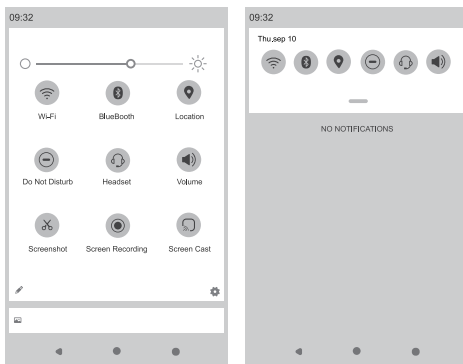 09:32
Wi-Fi BlueBooth Location
Do Not Disturb Headset Volume
Screenshot Screen Recording Screen Cast
09:32
Thu,sep 10
NO NOTIFICATIONS